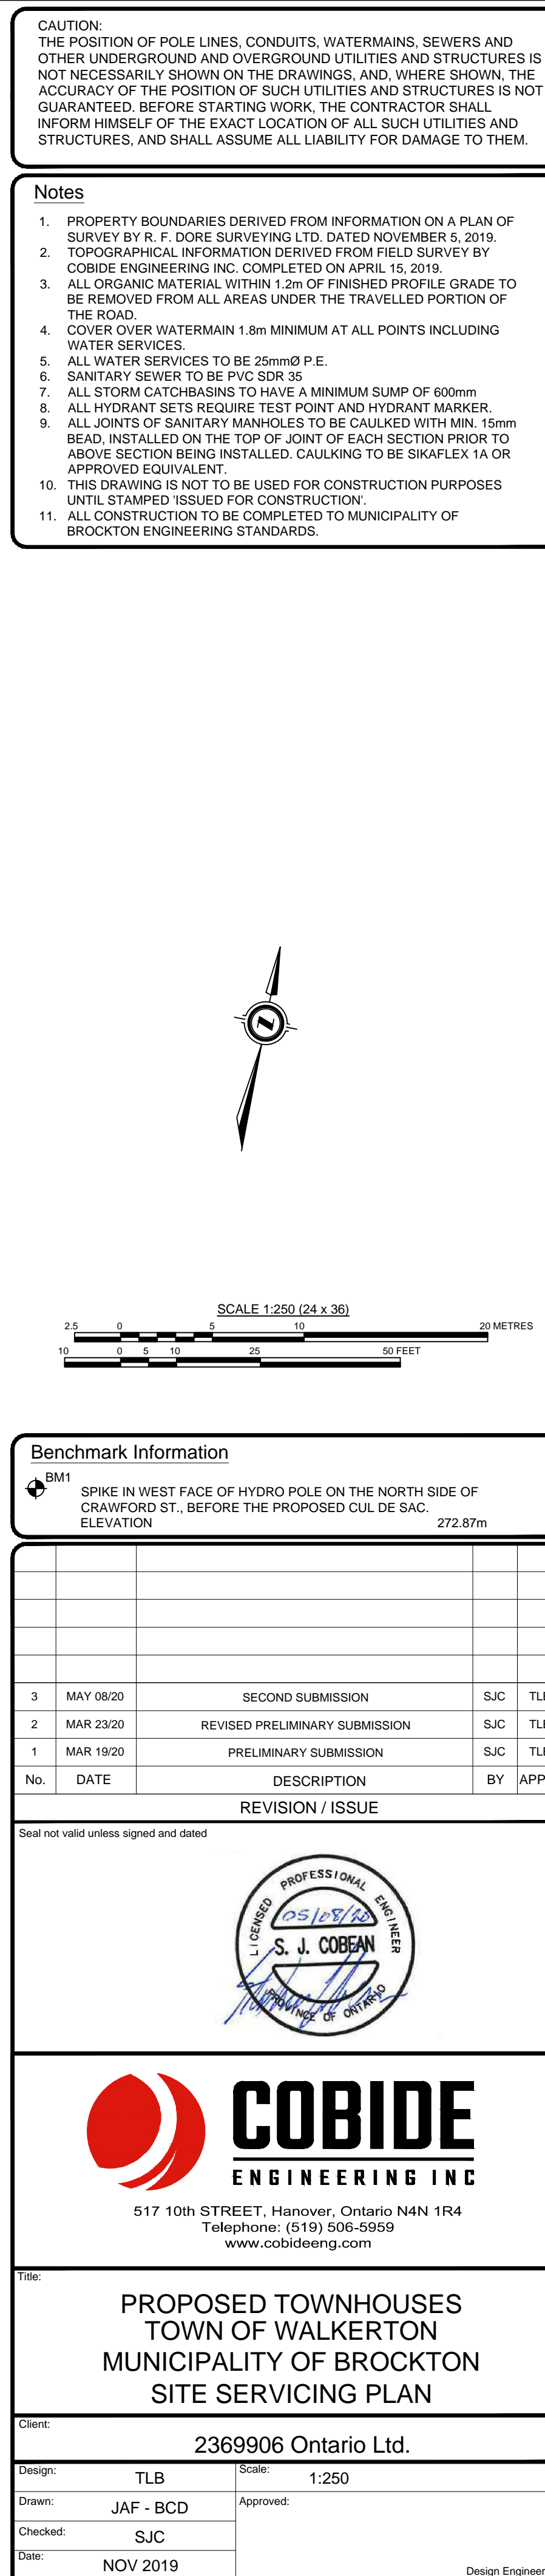 CAUTION:
THE POSITION OF POLE LINES, CONDUITS, WATERMAINS, SEWERS AND
OTHER UNDERGROUND AND OVERGROUND UTILITIES AND STRUCTURES IS
NOT NECESSARILY SHOWN ON THE DRAWINGS, AND, WHERE SHOWN, THE
ACCURACY OF THE POSITION OF SUCH UTILITIES AND STRUCTURES IS NOT
GUARANTEED. BEFORE STARTING WORK, THE CONTRACTOR SHALL
INFORM HIMSELF OF THE EXACT LOCATION OF ALL SUCH UTILITIES AND
STRUCTURES, AND SHALL ASSUME ALL LIABILITY FOR DAMAGE TO THEM.
Notes
1. PROPERTY BOUNDARIES DERIVED FROM INFORMATION ON A PLAN OF
SURVEY BY R. F. DORE SURVEYING LTD. DATED NOVEMBER 5, 2019.
2. TOPOGRAPHICAL INFORMATION DERIVED FROM FIELD SURVEY BY
COBIDE ENGINEERING INC. COMPLETED ON APRIL 15, 2019.
3. ALL ORGANIC MATERIAL WITHIN 1.2m OF FINISHED PROFILE GRADE TO
BE REMOVED FROM ALL AREAS UNDER THE TRAVELLED PORTION OF
THE ROAD.
4. COVER OVER WATERMAIN 1.8m MINIMUM AT ALL POINTS INCLUDING
WATER SERVICES.
5. ALL WATER SERVICES TO BE 25mmØ P.E.
6. SANITARY SEWER TO BE PVC SDR 35
7. ALL STORM CATCHBASINS TO HAVE A MINIMUM SUMP OF 600mm
8. ALL HYDRANT SETS REQUIRE TEST POINT AND HYDRANT MARKER.
9. ALL JOINTS OF SANITARY MANHOLES TO BE CAULKED WITH MIN. 15mm
BEAD, INSTALLED ON THE TOP OF JOINT OF EACH SECTION PRIOR TO
ABOVE SECTION BEING INSTALLED. CAULKING TO BE SIKAFLEX 1A OR
APPROVED EQUIVALENT.
10. THIS DRAWING IS NOT TO BE USED FOR CONSTRUCTION PURPOSES
UNTIL STAMPED 'ISSUED FOR CONSTRUCTION'.
11. ALL CONSTRUCTION TO BE COMPLETED TO MUNICIPALITY OF
BROCKTON ENGINEERING STANDARDS.
N
SCALE 1:250 (24 x 36)
2.5 0 5 10 20 METRES
10 0 5 10 25 50 FEET
Benchmark Information
BM1
SPIKE IN WEST FACE OF HYDRO POLE ON THE NORTH SIDE OF
CRAWFORD ST., BEFORE THE PROPOSED CUL DE SAC.
ELEVATION 272.87m
3 MAY 08/20 SECOND SUBMISSION SJC TLB
2 MAR 23/20 REVISED PRELIMINARY SUBMISSION SJC TLB
1 MAR 19/20 PRELIMINARY SUBMISSION SJC TLB
No. DATE DESCRIPTION BY APP
REVISION / ISSUE
Seal not valid unless signed and dated
LICENSED PROFESSIONAL ENGINEER
05/08/20
S. J. COBEAN
PROVINCE OF ONTARIO
COBIDE
ENGINEERING INC
517 10th STREET, Hanover, Ontario N4N 1R4
Telephone: (519) 506-5959
www.cobideeng.com
Title:
PROPOSED TOWNHOUSES
TOWN OF WALKERTON
MUNICIPALITY OF BROCKTON
SITE SERVICING PLAN
Client:
2369906 Ontario Ltd.
Design: TLB Scale: 1:250
Drawn: JAF - BCD Approved:
Checked: SJC
Date: NOV 2019
Design Engineer